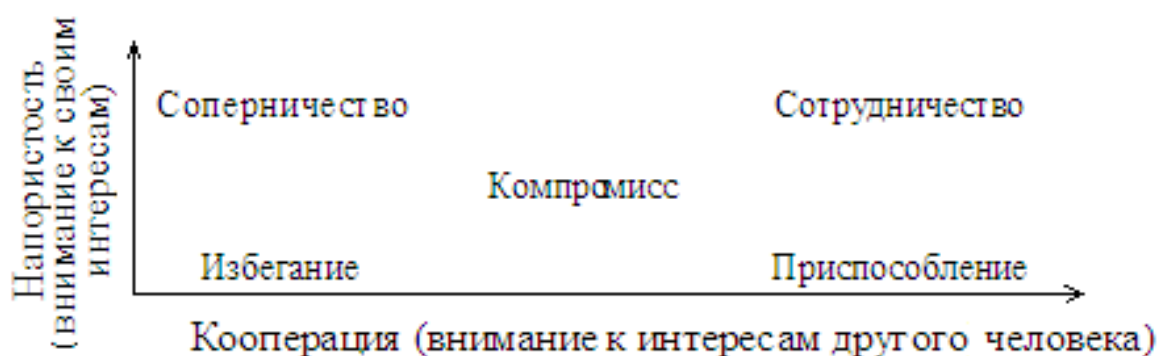 Напористость
(внимание к своим
интересам)
Соперничество
Сотрудничество
Компромисс
Избегание
Приспособление
Кооперация (внимание к интересам другого человека)